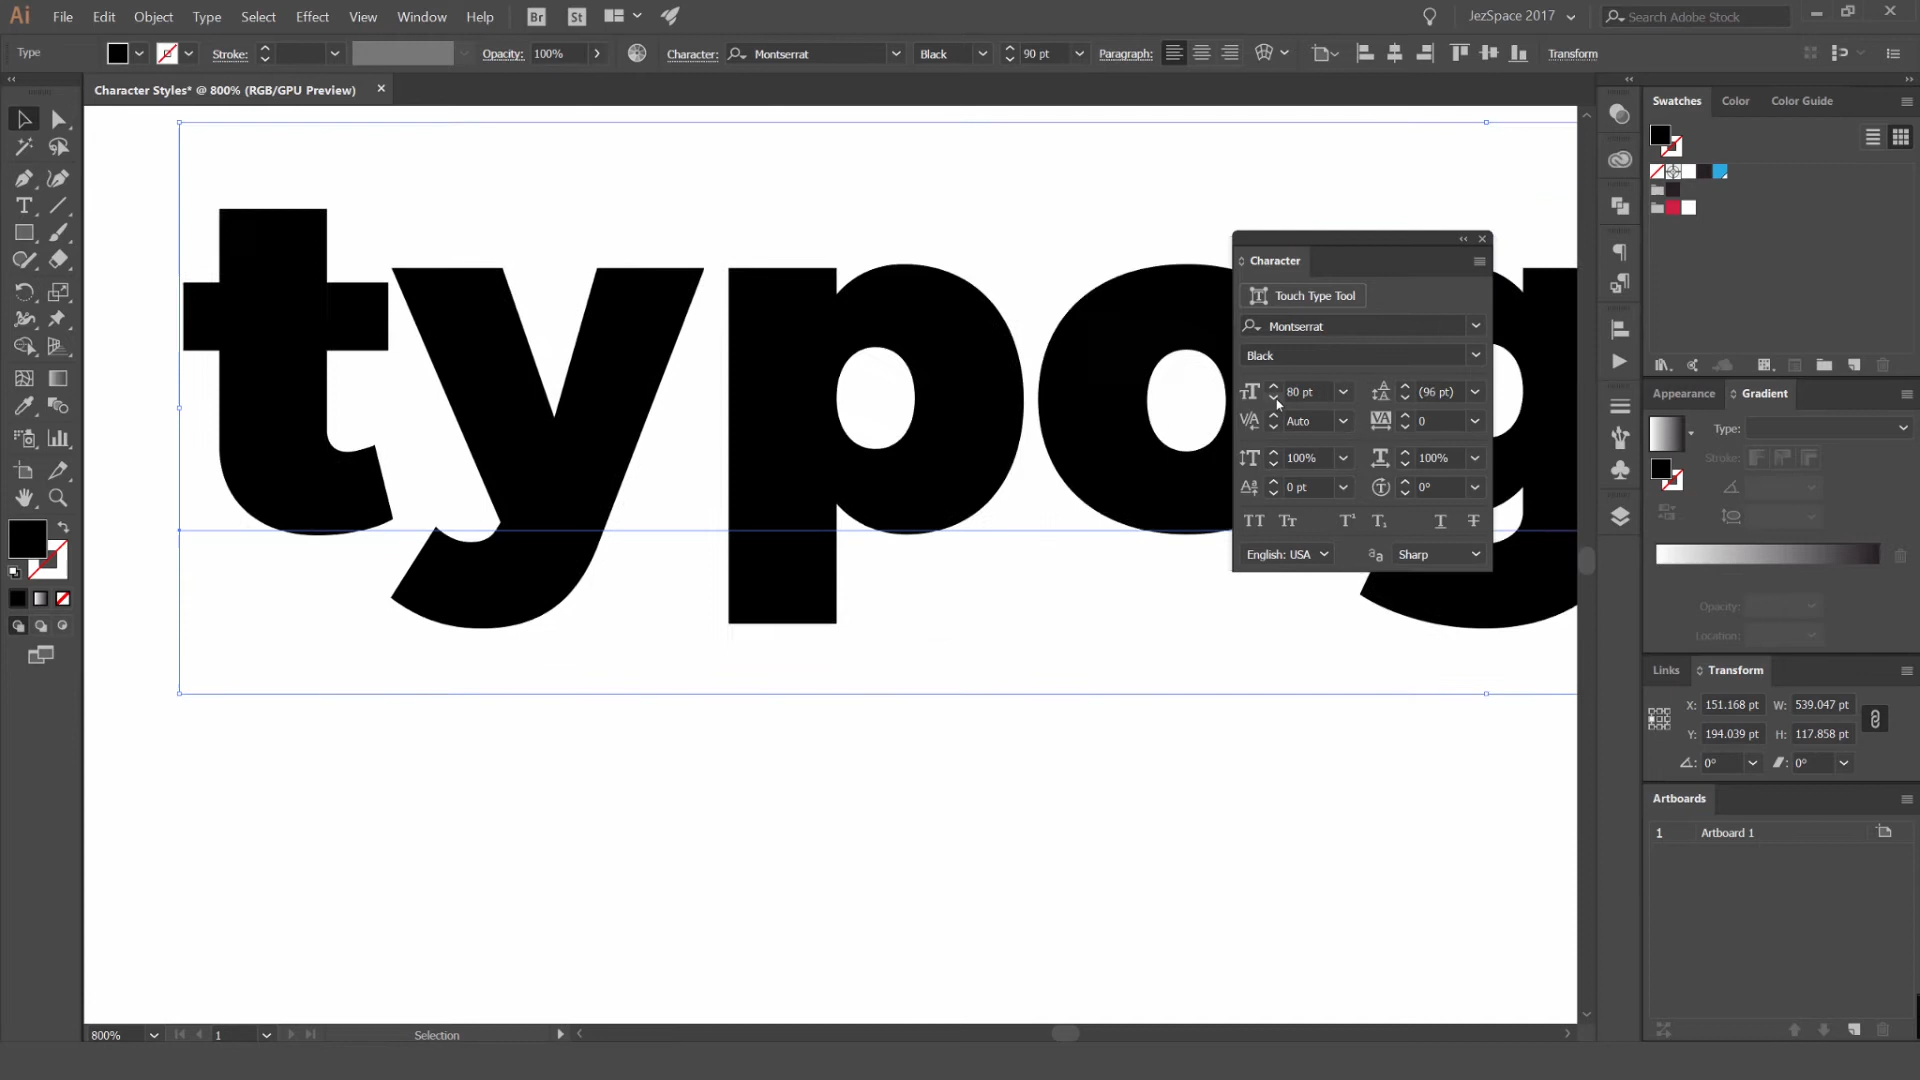 Ai File Edit Object Type Select Effect View Window Help Br St JezSpace 2017 Search Adobe Stock
Type Stroke: Opacity: 100% Character: Montserrat Black 90 pt Paragraph: Transform
Character Styles* @ 800% (RGB/GPU Preview)
typog
Character
Touch Type Tool
Montserrat
Black
80 pt (96 pt)
Auto 0
100% 100%
0 pt 0°
English: USA Sharp
Swatches Color Color Guide
Appearance Gradient
Type:
Stroke:
Opacity:
Location:
Links Transform
X: 151.168 pt W: 539.047 pt
Y: 194.039 pt H: 117.858 pt
0° 0°
Artboards
1 Artboard 1
800% 1 Selection